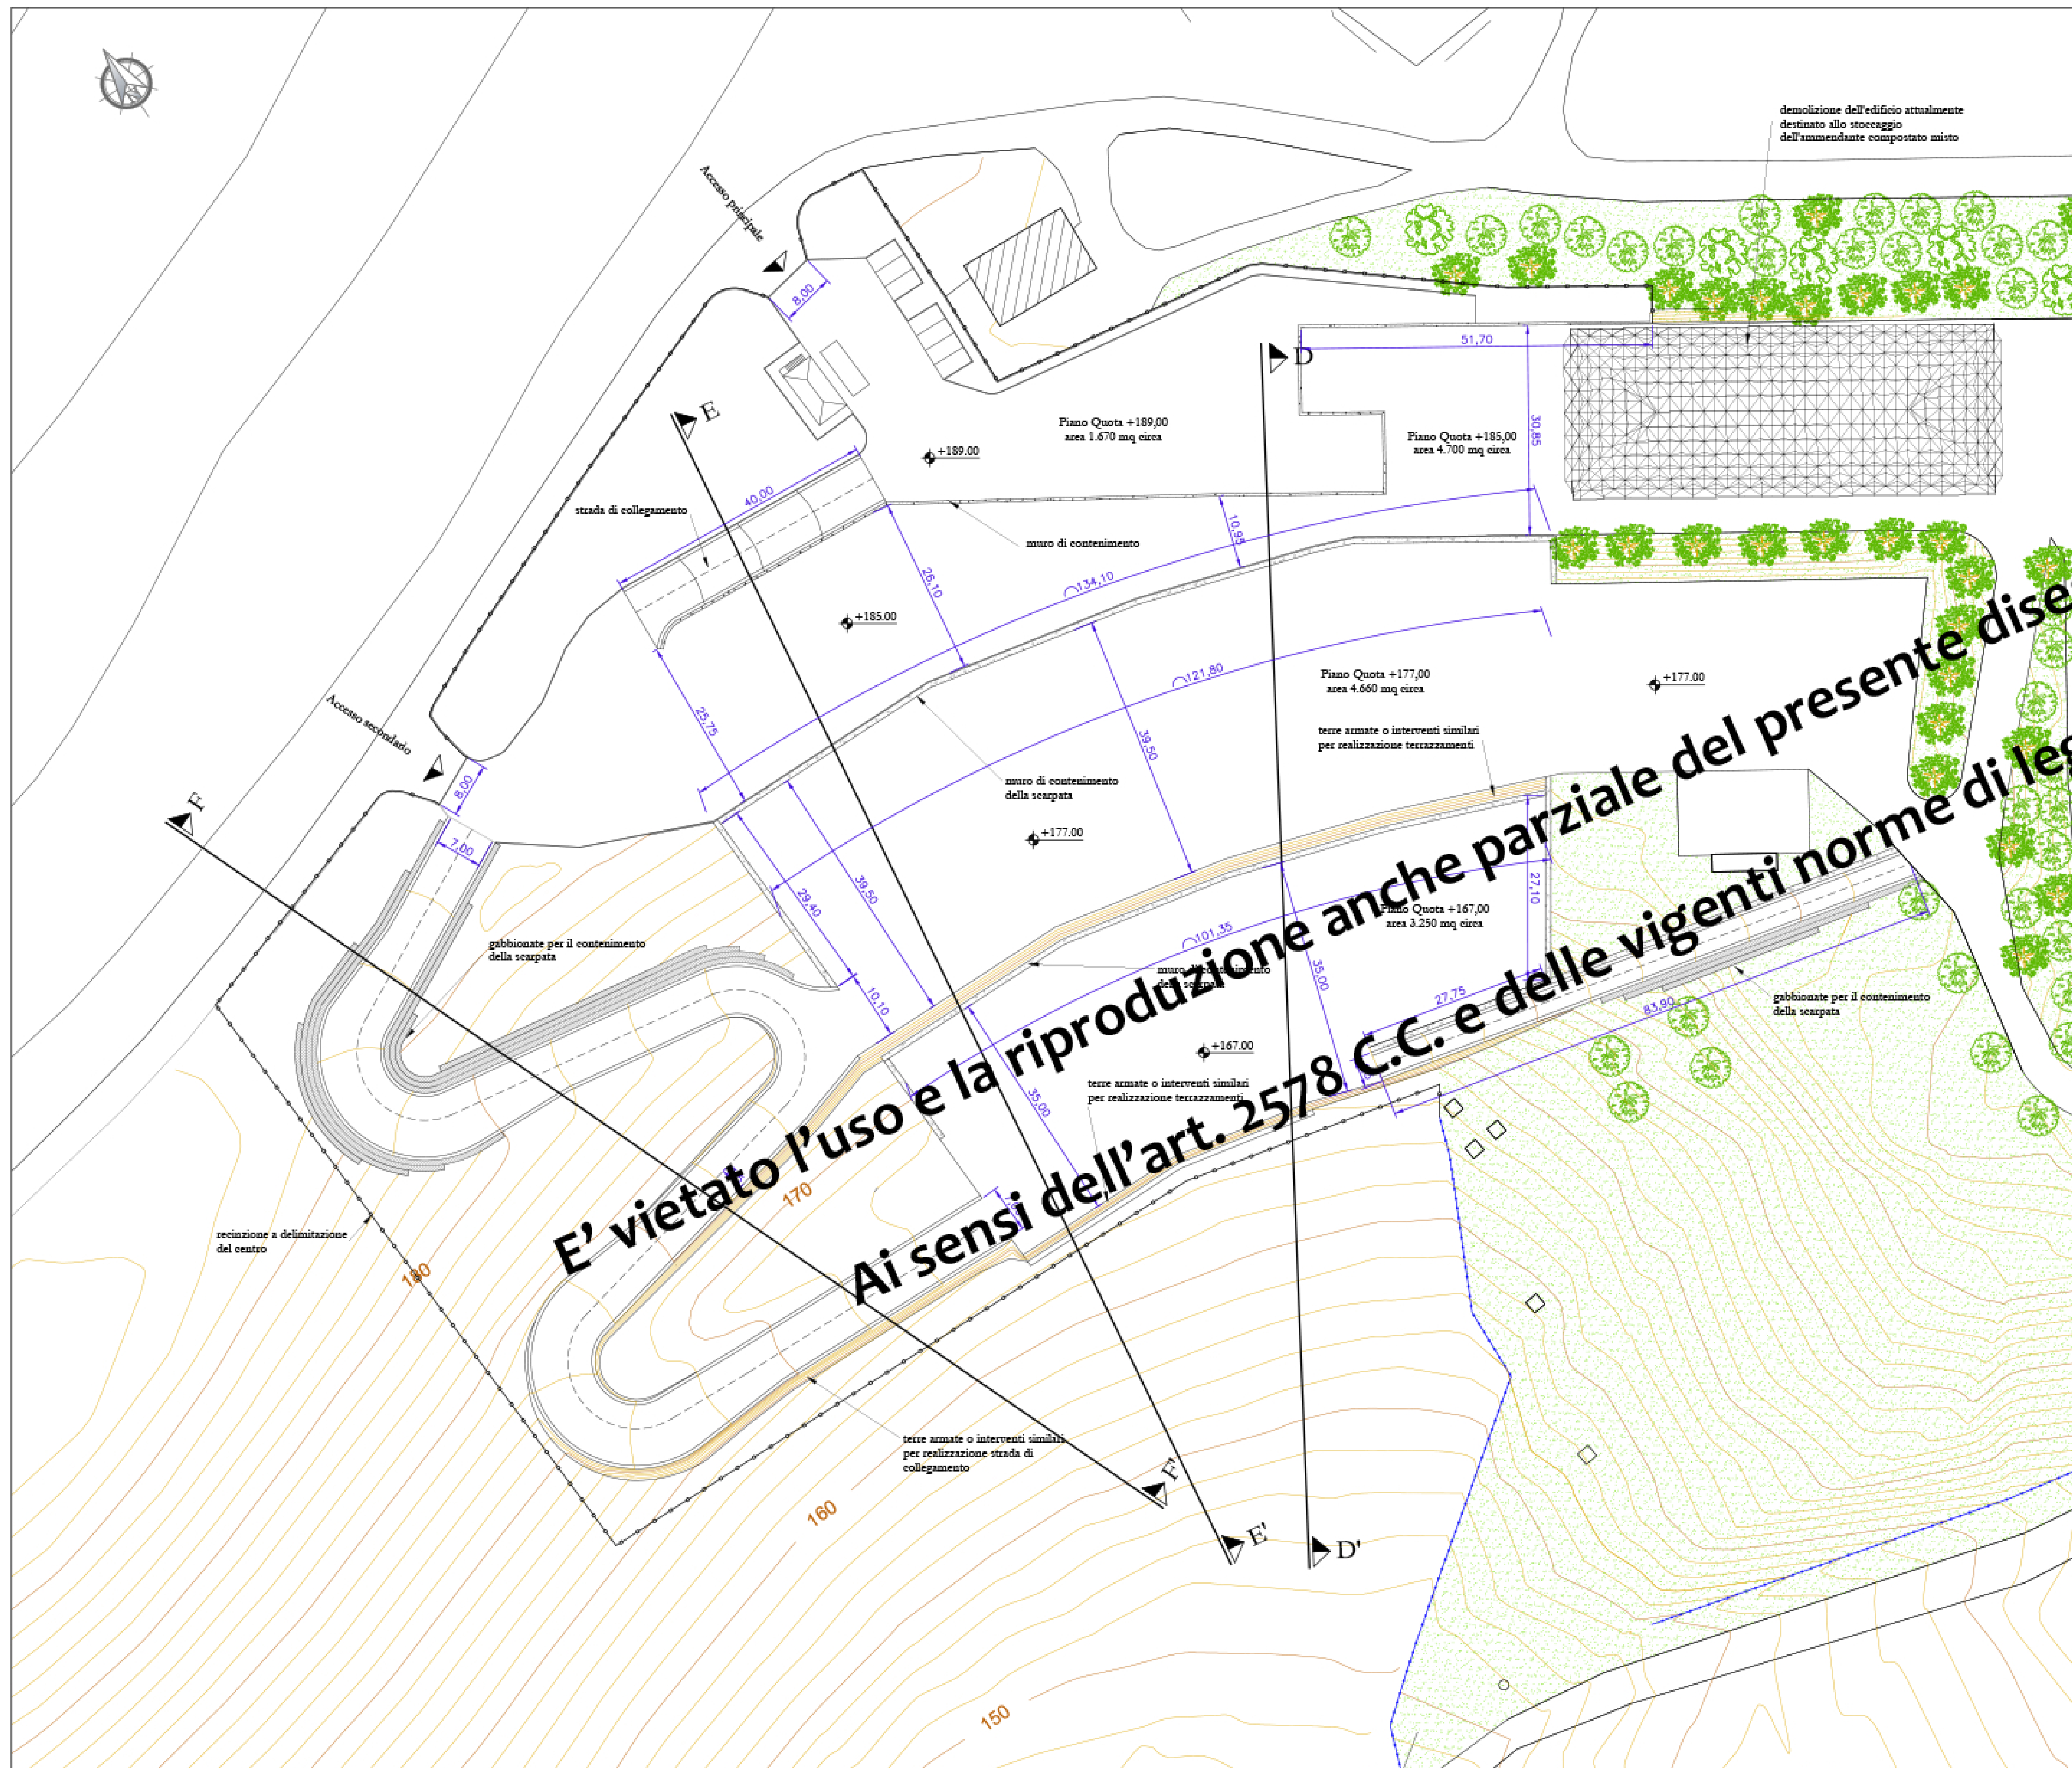 demolizione dell'edificio attualmente
destinato allo stoccaggio
dell'ammendante compostato misto
Accesso principale
8,00
51,70
D
E
Piano Quota +189,00
area 1.670 mq circa
Piano Quota +185,00
area 4.700 mq circa
30,85
+189.00
40,00
strada di collegamento
muro di contenimento
10,95
26,10
134,10
+185.00
121,80
Piano Quota +177,00
area 4.660 mq circa
+177.00
25,75
39,50
terre armate o interventi similari
per realizzazione terrazzamenti
Accesso secondario
8,00
muro di contenimento
della scarpata
F
7,00
+177.00
39,50
29,40
27,10
Piano Quota +167,00
area 3.250 mq circa
101,35
gabbionate per il contenimento
della scarpata
muro di contenimento
della scarpata
35,00
10,10
27,75
83,90
gabbionate per il contenimento
della scarpata
+167.00
terre armate o interventi similari
per realizzazione terrazzamenti
35,00
E' vietato l'uso e la riproduzione anche parziale del presente dise
Ai sensi dell'art. 2578 C.C. e delle vigenti norme di leg
170
recinzione a delimitazione
del centro
180
terre armate o interventi similari
per realizzazione strada di
collegamento
160
F'
E'
D'
150